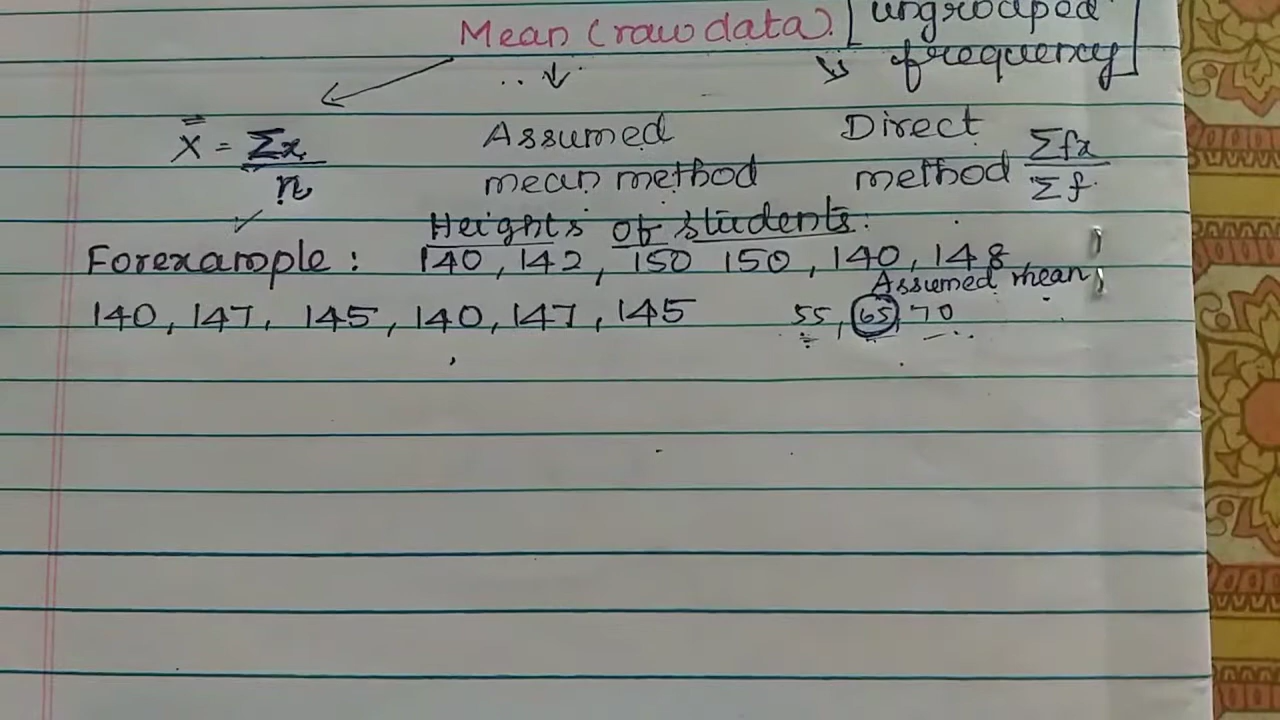 Mean (raw data). [ungrouped
frequency]
X̄ = Σx/n
Assumed
mean method
Direct
method Σfx/Σf
Heights of students:
For example: 140, 142, 150 150, 140, 148,
Assumed mean
140, 147, 145, 140, 147, 145 55, 65, 70